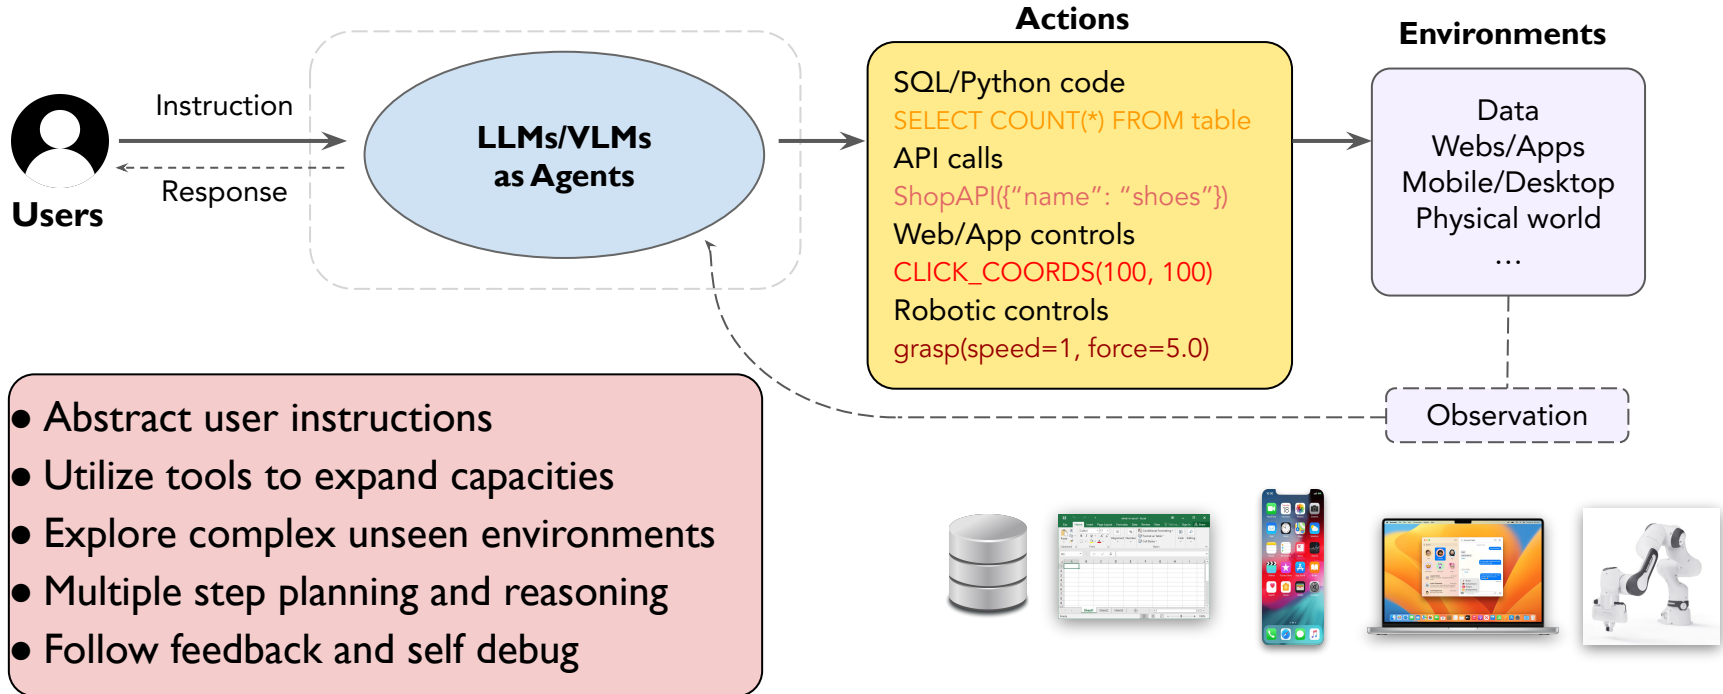 Actions
Environments
Instruction
Response
Users
LLMs/VLMs
as Agents
SQL/Python code
SELECT COUNT(*) FROM table
API calls
ShopAPI({“name”: “shoes”})
Web/App controls
CLICK_COORDS(100, 100)
Robotic controls
grasp(speed=1, force=5.0)
Data
Webs/Apps
Mobile/Desktop
Physical world
...
Observation
● Abstract user instructions
● Utilize tools to expand capacities
● Explore complex unseen environments
● Multiple step planning and reasoning
● Follow feedback and self debug